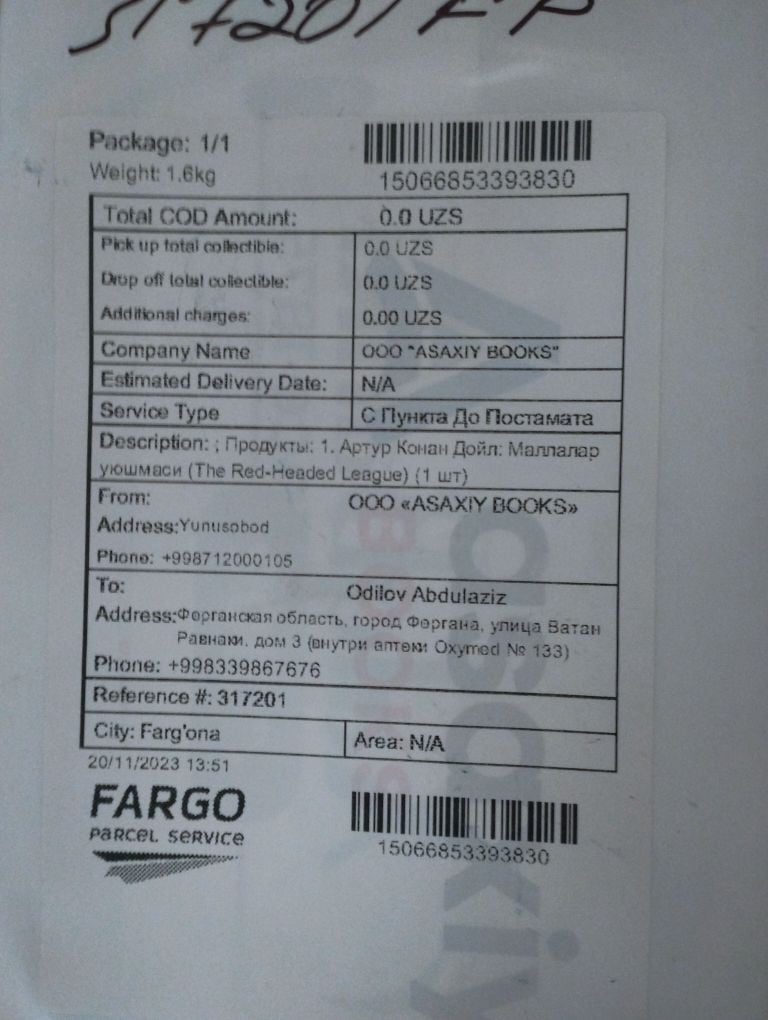 317201
Package: 1/1
Weight: 1.6kg
15066853393830
Total COD Amount: 0.0 UZS
Pick up total collectible: 0.0 UZS
Drop off total collectible: 0.0 UZS
Additional charges: 0.00 UZS
Company Name ООО "ASAXIY BOOKS"
Estimated Delivery Date: N/A
Service Type С Пункта До Постамата
Description: ; Продукты: 1. Артур Конан Дойл: Маллалар
уюшмаси (The Red-Headed League) (1 шт)
From: ООО «ASAXIY BOOKS»
Address:Yunusobod
Phone: +998712000105
To: Odilov Abdulaziz
Address:Ферганская область, город Фергана, улица Ватан
Равнаки, дом 3 (внутри аптеки Oxymed № 133)
Phone: +998339867676
Reference #: 317201
City: Farg'ona Area: N/A
20/11/2023 13:51
FARGO
PARCEL SERVICE
15066853393830
Asaxiy
BOOKS